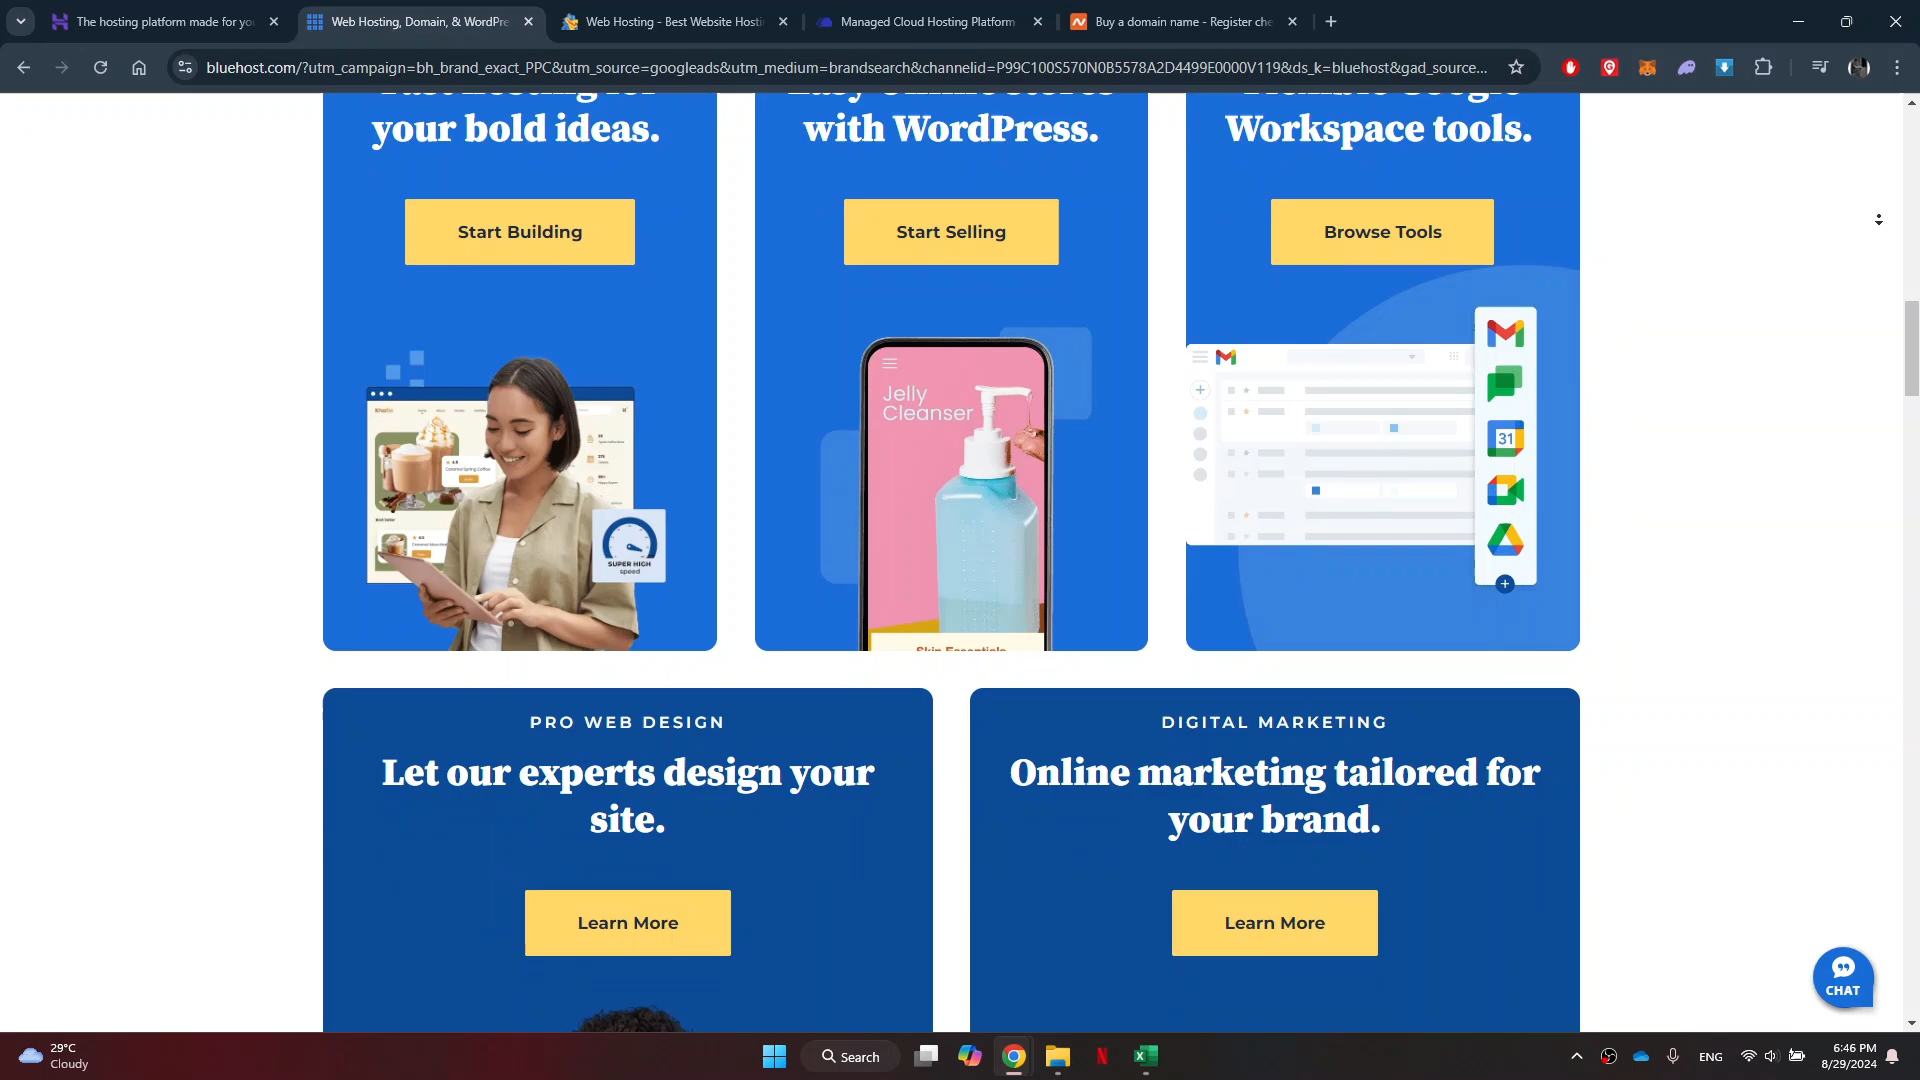 The hosting platform made for yo
Web Hosting, Domain, & WordPre
Web Hosting - Best Website Hosti
Managed Cloud Hosting Platform
Buy a domain name - Register che
bluehost.com/?utm_campaign=bh_brand_exact_PPC&utm_source=googleads&utm_medium=brandsearch&channelid=P99C100S570N0B5578A2D4499E0000V119&ds_k=bluehost&gad_source...
your bold ideas.
with WordPress.
Workspace tools.
Start Building
Start Selling
Browse Tools
Jelly
Cleanser
31
SUPER HIGH
speed
Skin Essentials
PRO WEB DESIGN
DIGITAL MARKETING
Let our experts design your
site.
Online marketing tailored for
your brand.
Learn More
Learn More
CHAT
29°C
Cloudy
Search
ENG
6:46 PM
8/29/2024